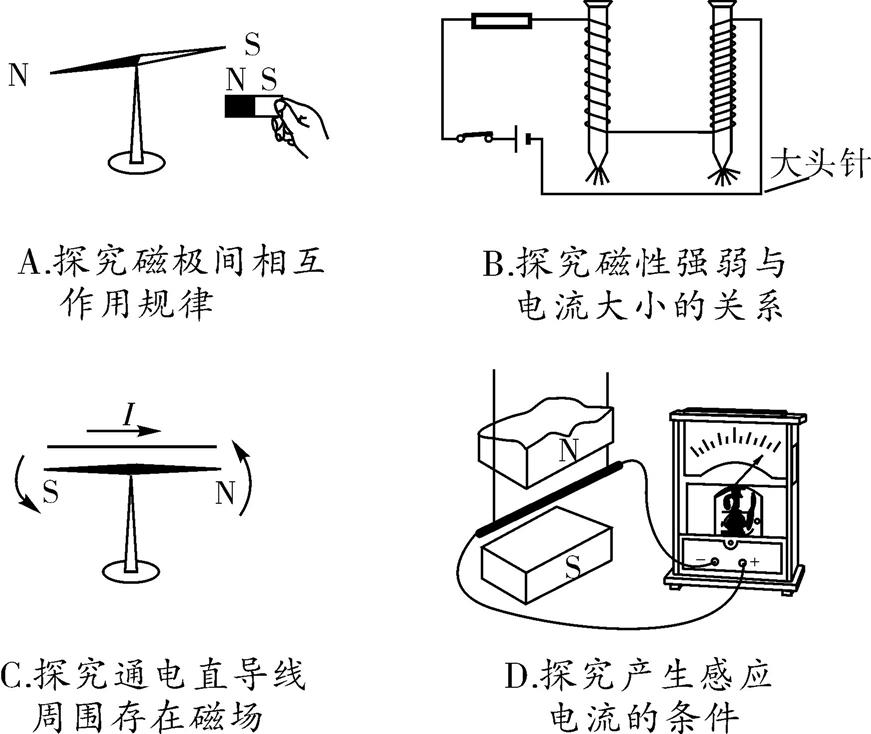 N
S
N S
A.探究磁极间相互
作用规律
大头针
B.探究磁性强弱与
电流大小的关系
I
S
N
C.探究通电直导线
周围存在磁场
N
S
− +
D.探究产生感应
电流的条件